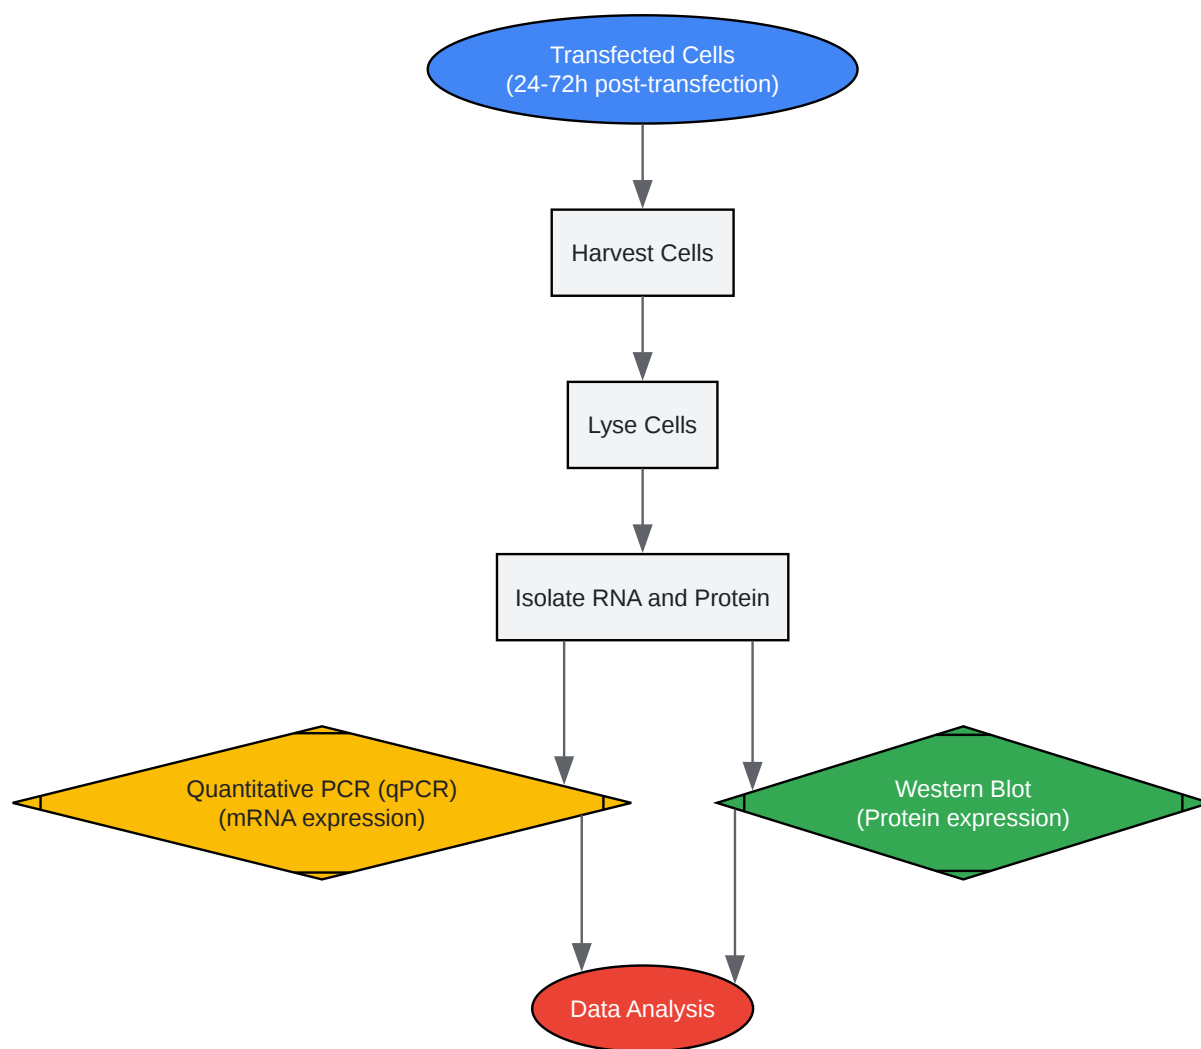 Transfected Cells
(24-72h post-transfection)
Harvest Cells
Lyse Cells
Isolate RNA and Protein
Quantitative PCR (qPCR)
(mRNA expression)
Western Blot
(Protein expression)
Data Analysis